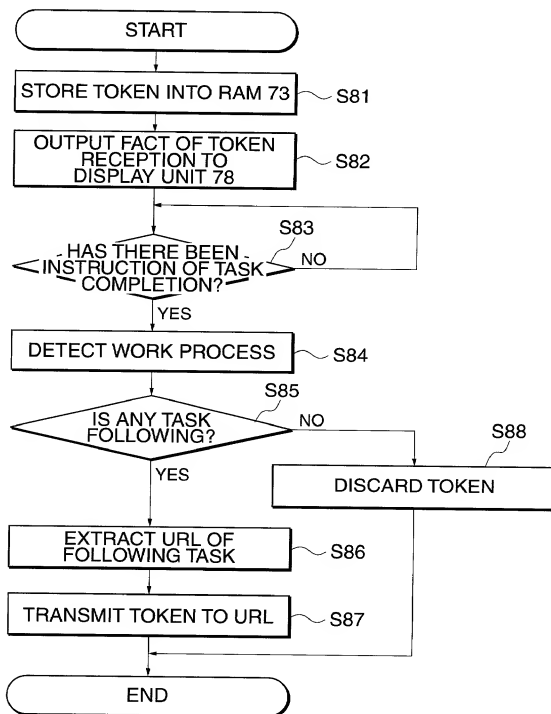 START
STORE TOKEN INTO RAM 73
S81
OUTPUT FACT OF TOKEN
RECEPTION TO
DISPLAY UNIT 78
S82
S83
HAS THERE BEEN
INSTRUCTION OF TASK
COMPLETION?
NO
YES
DETECT WORK PROCESS
S84
S85
IS ANY TASK
FOLLOWING?
NO
YES
S88
DISCARD TOKEN
EXTRACT URL OF
FOLLOWING TASK
S86
TRANSMIT TOKEN TO URL
S87
END